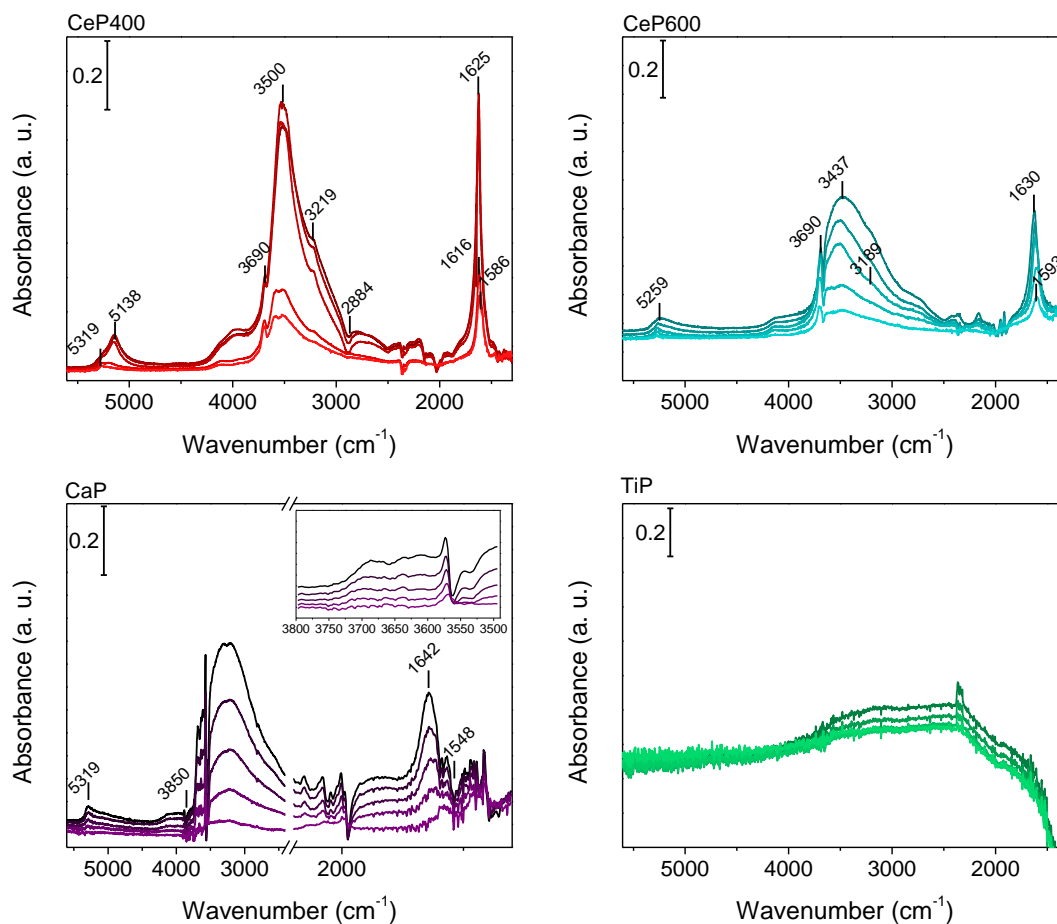 CeP400
0.2
3500
1625
3219
3690
2884
1616
1586
5319
5138
Absorbance (a. u.)
5000 4000 3000 2000
Wavenumber (cm⁻¹)
CeP600
0.2
3437
1630
3690
3189
1593
5259
Absorbance (a. u.)
5000 4000 3000 2000
Wavenumber (cm⁻¹)
CaP
0.2
3800 3750 3700 3650 3600 3550 3500
1642
1548
5319
3850
Absorbance (a. u.)
5000 4000 3000 2000
Wavenumber (cm⁻¹)
TiP
0.2
Absorbance (a. u.)
5000 4000 3000 2000
Wavenumber (cm⁻¹)